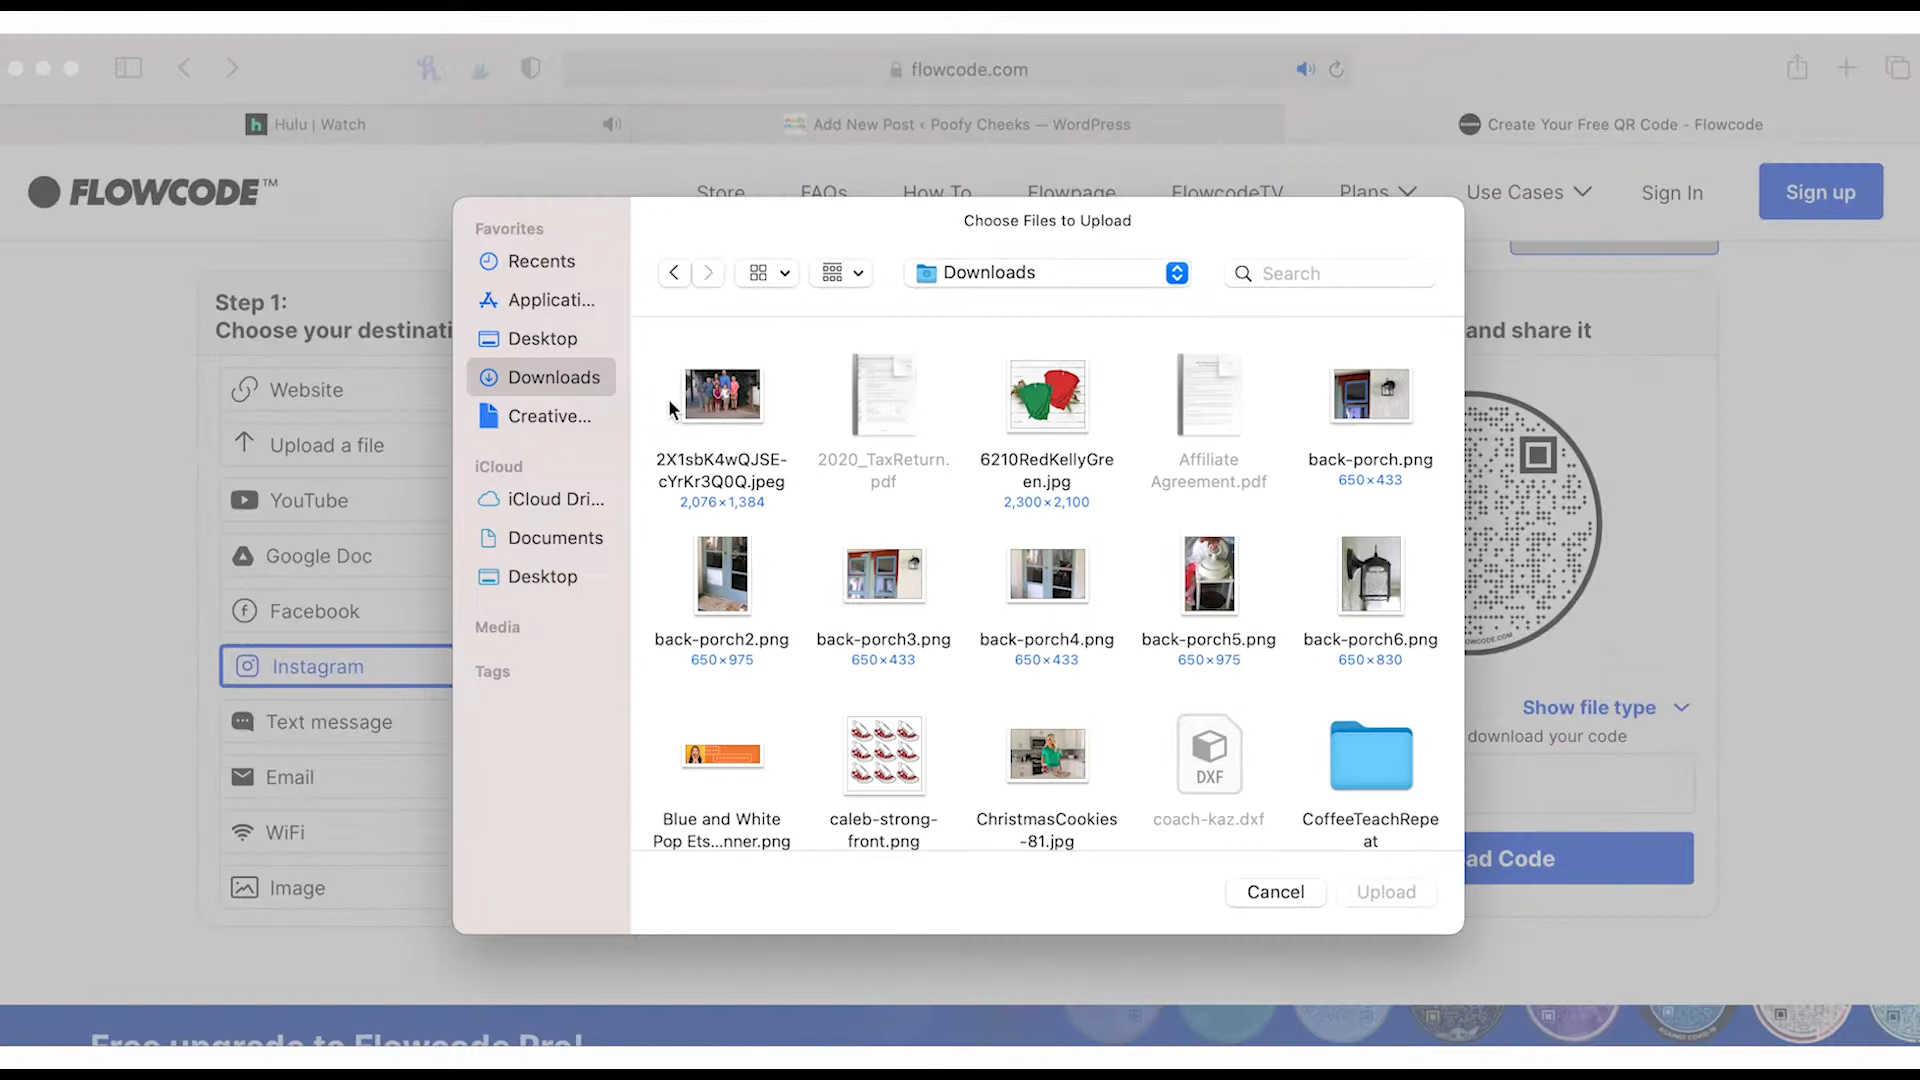 flowcode.com
Hulu | Watch
Add New Post ‹ Poofy Cheeks — WordPress
Create Your Free QR Code - Flowcode
FLOWCODE™
Store
FAQs
How To
Flowpage
FlowcodeTV
Plans
Use Cases
Sign In
Sign up
Step 1:
Choose your destinati
Website
Upload a file
YouTube
Google Doc
Facebook
Instagram
Text message
Email
WiFi
Image
Favorites
Recents
Applicati...
Desktop
Downloads
Creative...
iCloud
iCloud Dri...
Documents
Desktop
Media
Tags
Choose Files to Upload
Downloads
Search
2X1sbK4wQJSE-
cYrKr3Q0Q.jpeg
2,076×1,384
2020_TaxReturn.
pdf
6210RedKellyGre
en.jpg
2,300×2,100
Affiliate
Agreement.pdf
back-porch.png
650×433
back-porch2.png
650×975
back-porch3.png
650×433
back-porch4.png
650×433
back-porch5.png
650×975
back-porch6.png
650×830
Blue and White
Pop Ets...nner.png
caleb-strong-
front.png
ChristmasCookies
-81.jpg
DXF
coach-kaz.dxf
CoffeeTeachRepe
at
Cancel
Upload
and share it
Show file type
download your code
ad Code
Free upgrade to Flowcode Pro!